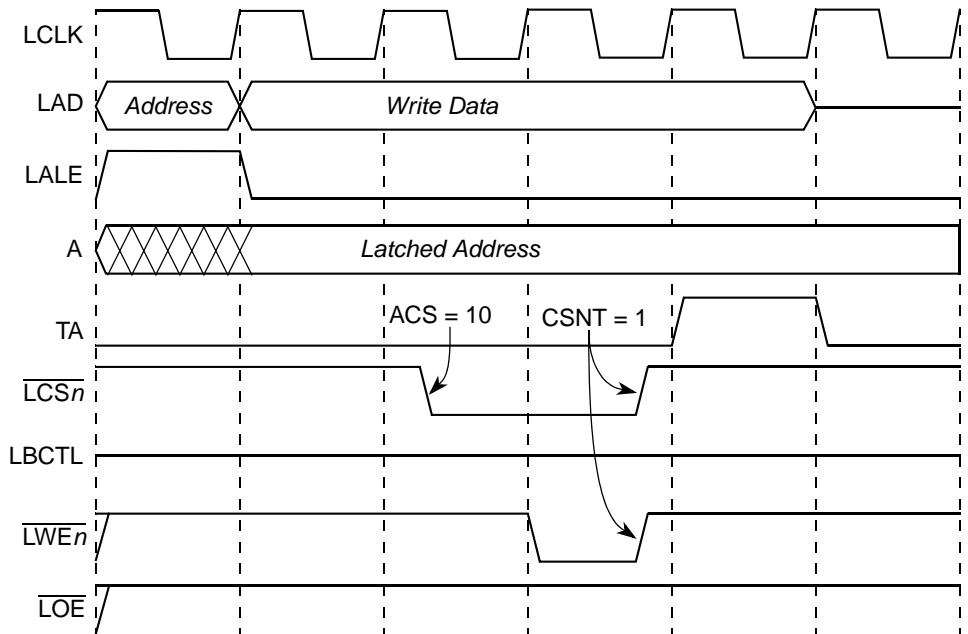 LCLK
LAD Address Write Data
LALE
A Latched Address
TA ACS = 10 CSNT = 1
LCSn
LBCTL
LWEn
LOE